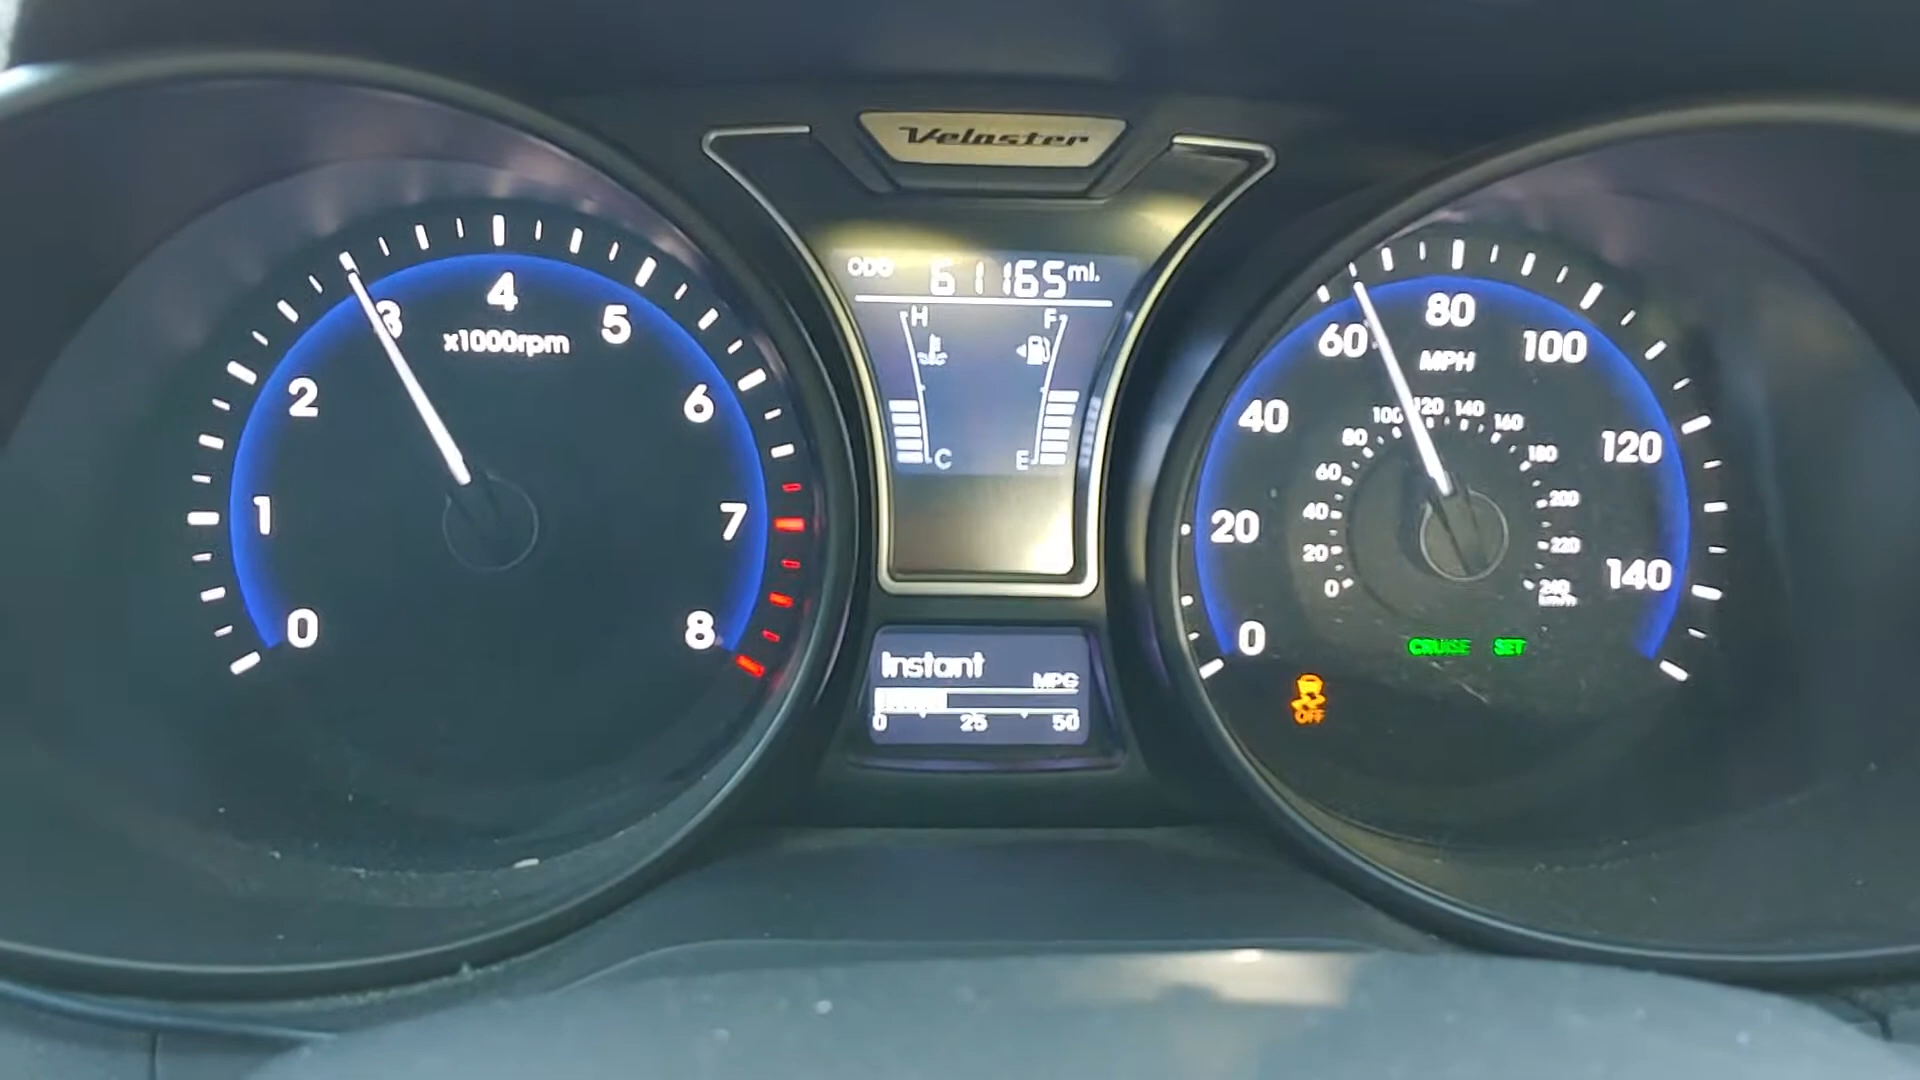 Veloster
ODO 61165 mi.
H F
C E
Instant
MPG
0 25 50
0 1 2 3 4 5 6 7 8
x1000rpm
0 20 40 60 80 100 120 140
MPH
0 20 40 60 80 100 120 140 160 180 200 220 240
km/h
CRUISE SET
OFF